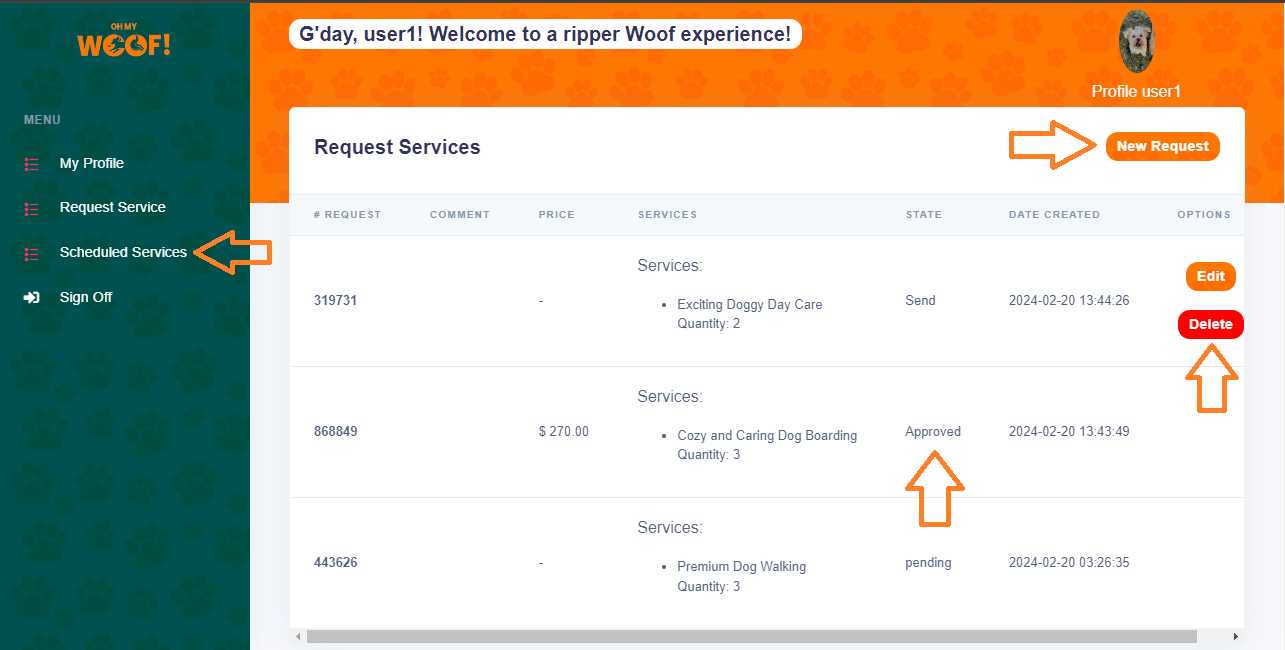 OH MY
WOOF!
MENU
My Profile
Request Service
Scheduled Services
Sign Off
G'day, user1! Welcome to a ripper Woof experience!
Profile user1
Request Services
New Request
# REQUEST COMMENT PRICE SERVICES STATE DATE CREATED OPTIONS
Services:
319731 - Send 2024-02-20 13:44:26
Exciting Doggy Day Care
Quantity: 2
Edit
Delete
Services:
868849 $ 270.00 Approved 2024-02-20 13:43:49
Cozy and Caring Dog Boarding
Quantity: 3
Services:
443626 - pending 2024-02-20 03:26:35
Premium Dog Walking
Quantity: 3